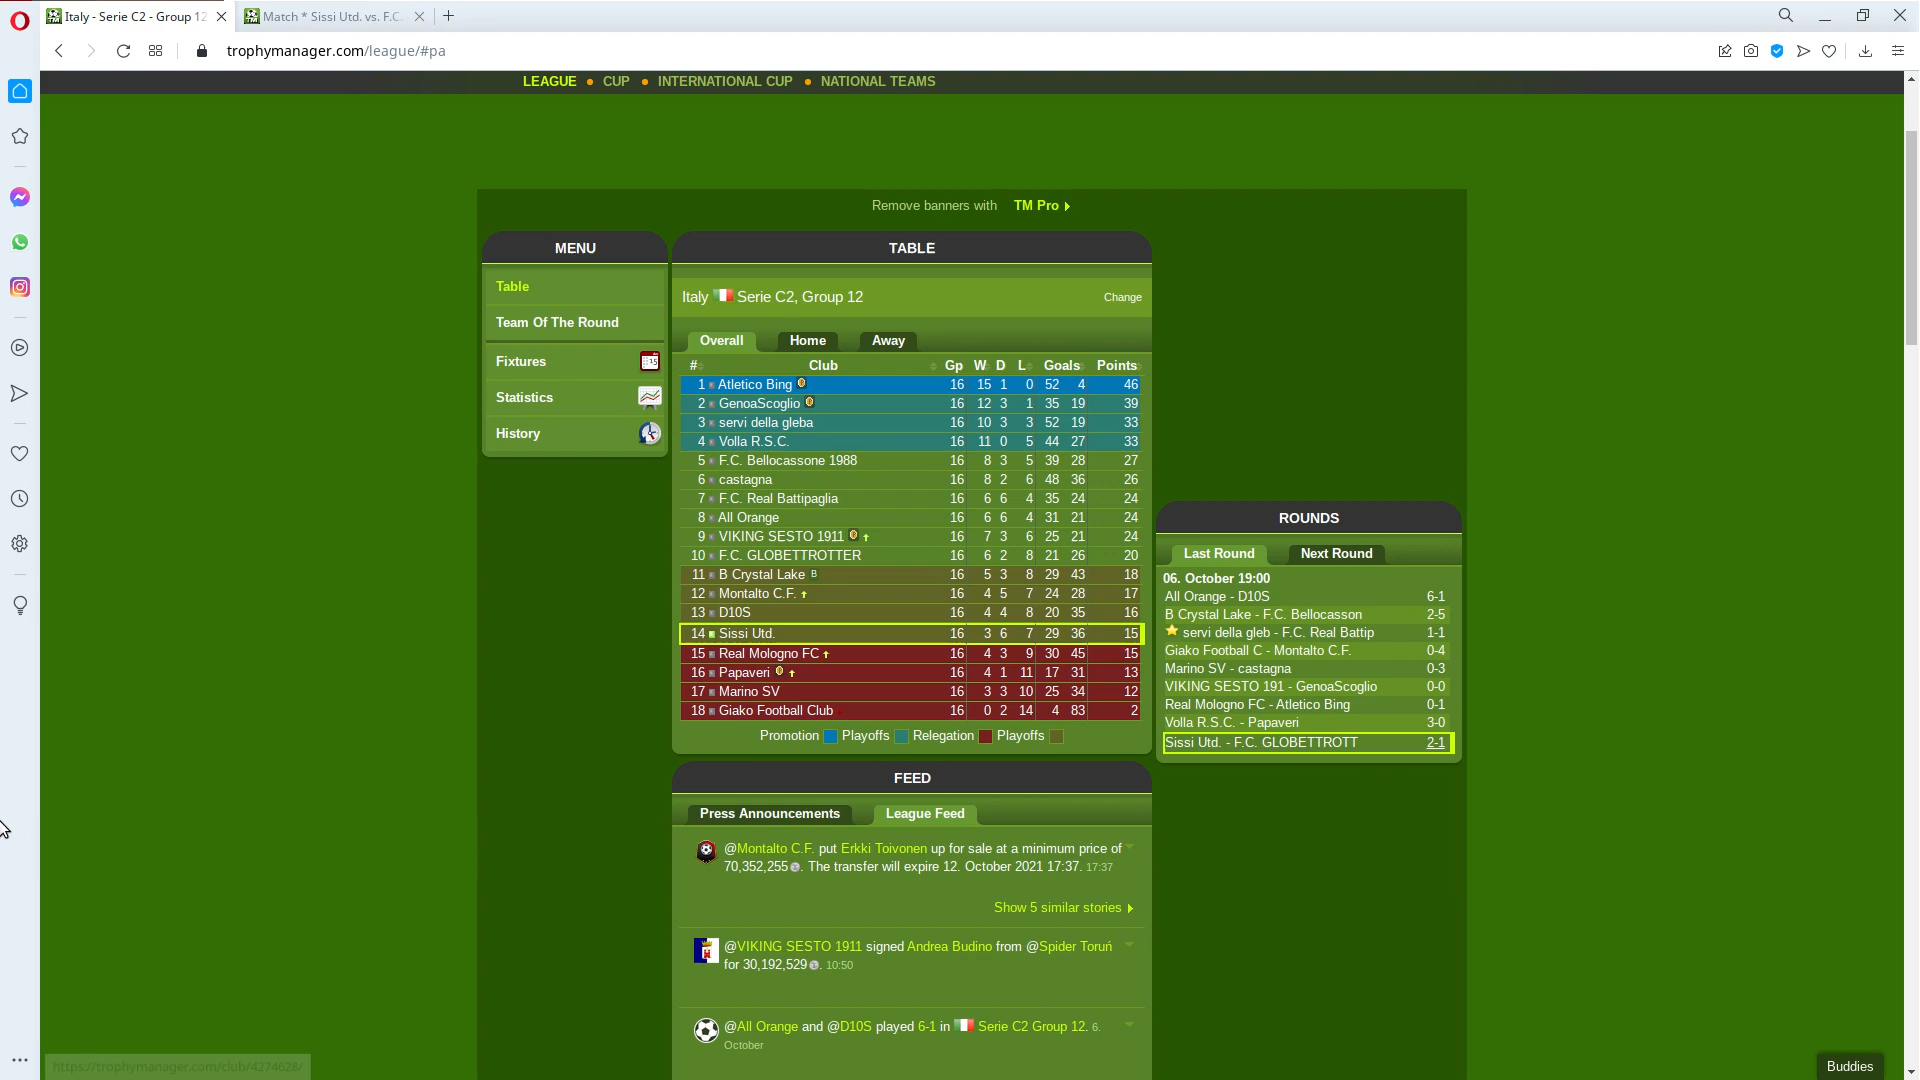 Italy - Serie C2 - Group 12
Match * Sissi Utd. vs. F.C.
trophymanager.com/league/#pa
LEAGUE • CUP • INTERNATIONAL CUP • NATIONAL TEAMS
Remove banners with TM Pro
MENU
Table
Team Of The Round
Fixtures
Statistics
History
TABLE
Italy Serie C2, Group 12 Change
Overall Home Away
# Club Gp W D L Goals Points
1 Atletico Bing 16 15 1 0 52 4 46
2 GenoaScoglio 16 12 3 1 35 19 39
3 servi della gleba 16 10 3 3 52 19 33
4 Volla R.S.C. 16 11 0 5 44 27 33
5 F.C. Bellocassone 1988 16 8 3 5 39 28 27
6 castagna 16 8 2 6 48 36 26
7 F.C. Real Battipaglia 16 6 6 4 35 24 24
8 All Orange 16 6 6 4 31 21 24
9 VIKING SESTO 1911 16 7 3 6 25 21 24
10 F.C. GLOBETTROTTER 16 6 2 8 21 26 20
11 B Crystal Lake B 16 5 3 8 29 43 18
12 Montalto C.F. 16 4 5 7 24 28 17
13 D10S 16 4 4 8 20 35 16
14 Sissi Utd. 16 3 6 7 29 36 15
15 Real Mologno FC 16 4 3 9 30 45 15
16 Papaveri 16 4 1 11 17 31 13
17 Marino SV 16 3 3 10 25 34 12
18 Giako Football Club 16 0 2 14 4 83 2
Promotion Playoffs Relegation Playoffs
ROUNDS
Last Round Next Round
06. October 19:00
All Orange - D10S 6-1
B Crystal Lake - F.C. Bellocasson 2-5
servi della gleb - F.C. Real Battip 1-1
Giako Football C - Montalto C.F. 0-4
Marino SV - castagna 0-3
VIKING SESTO 191 - GenoaScoglio 0-0
Real Mologno FC - Atletico Bing 0-1
Volla R.S.C. - Papaveri 3-0
Sissi Utd. - F.C. GLOBETTROTT 2-1
FEED
Press Announcements League Feed
@Montalto C.F. put Erkki Toivonen up for sale at a minimum price of
70,352,255. The transfer will expire 12. October 2021 17:37. 17:37
Show 5 similar stories
@VIKING SESTO 1911 signed Andrea Budino from @Spider Toruń
for 30,192,529. 10:50
@All Orange and @D10S played 6-1 in Serie C2 Group 12. 6.
October
https://trophymanager.com/club/4274628/
Buddies